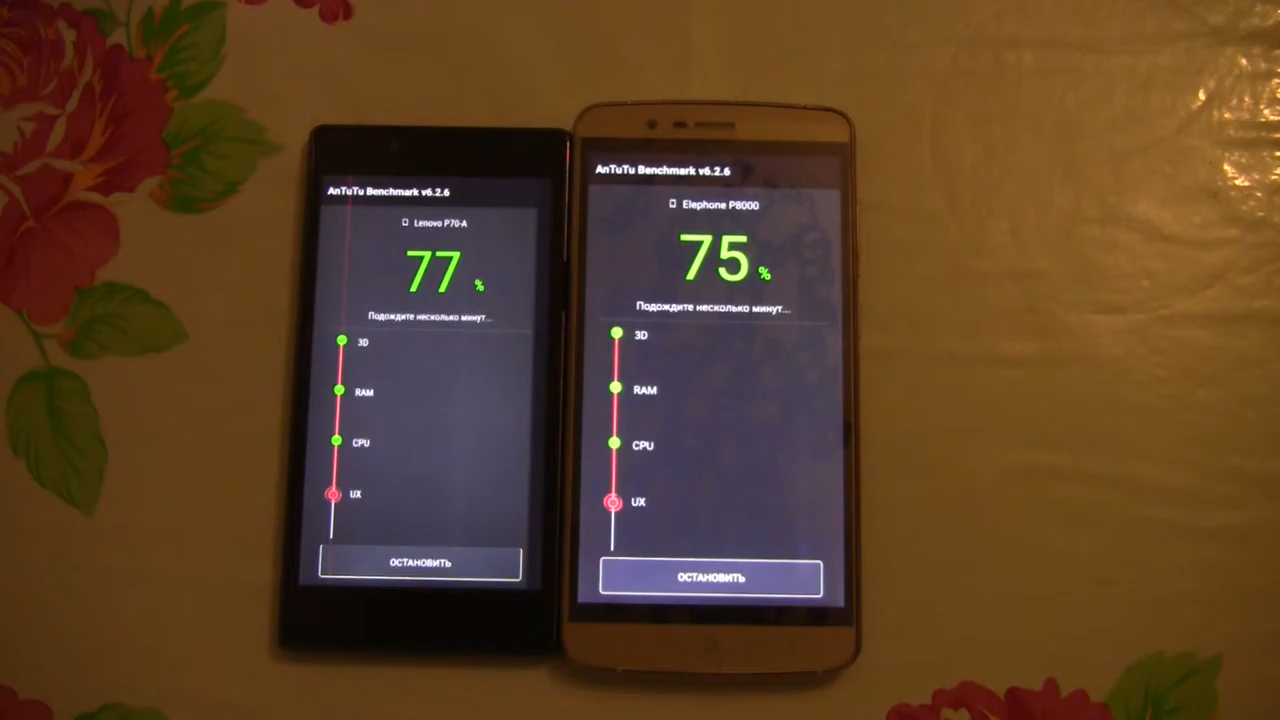 AnTuTu Benchmark v6.2.6
Lenovo P70-A
77 %
Подождите несколько минут...
3D
RAM
CPU
UX
ОСТАНОВИТЬ
AnTuTu Benchmark v6.2.6
Elephone P8000
75 %
Подождите несколько минут...
3D
RAM
CPU
UX
ОСТАНОВИТЬ